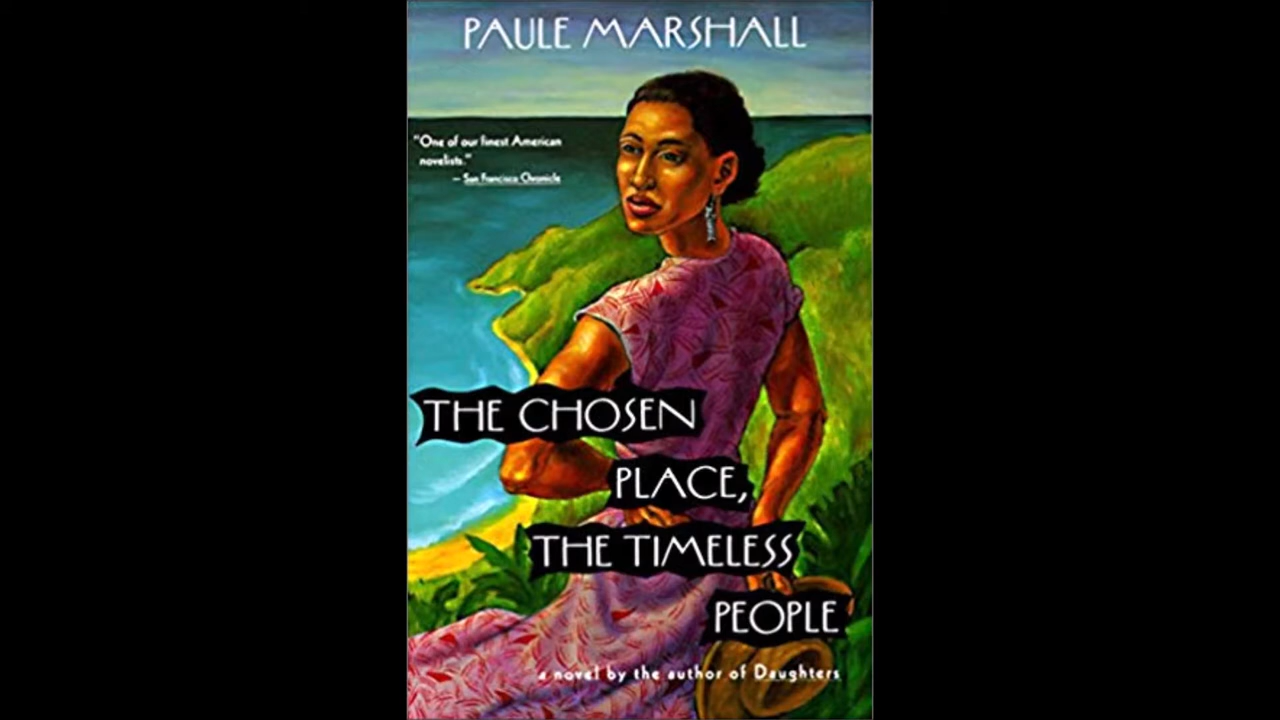 PAULE MARSHALL
"One of our finest American
novelists."
— San Francisco Chronicle
THE CHOSEN
PLACE,
THE TIMELESS
PEOPLE
a novel by the author of Daughters